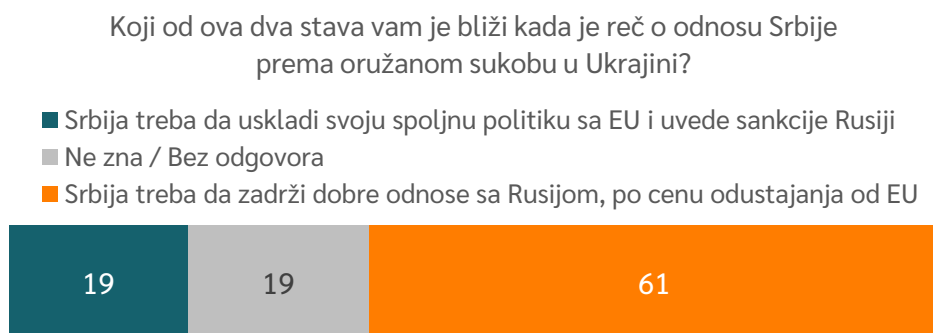 Koji od ova dva stava vam je bliži kada je reč o odnosu Srbije
prema oružanom sukobu u Ukrajini?
Srbija treba da uskladi svoju spoljnu politiku sa EU i uvede sankcije Rusiji
Ne zna / Bez odgovora
Srbija treba da zadrži dobre odnose sa Rusijom, po cenu odustajanja od EU
19 19 61